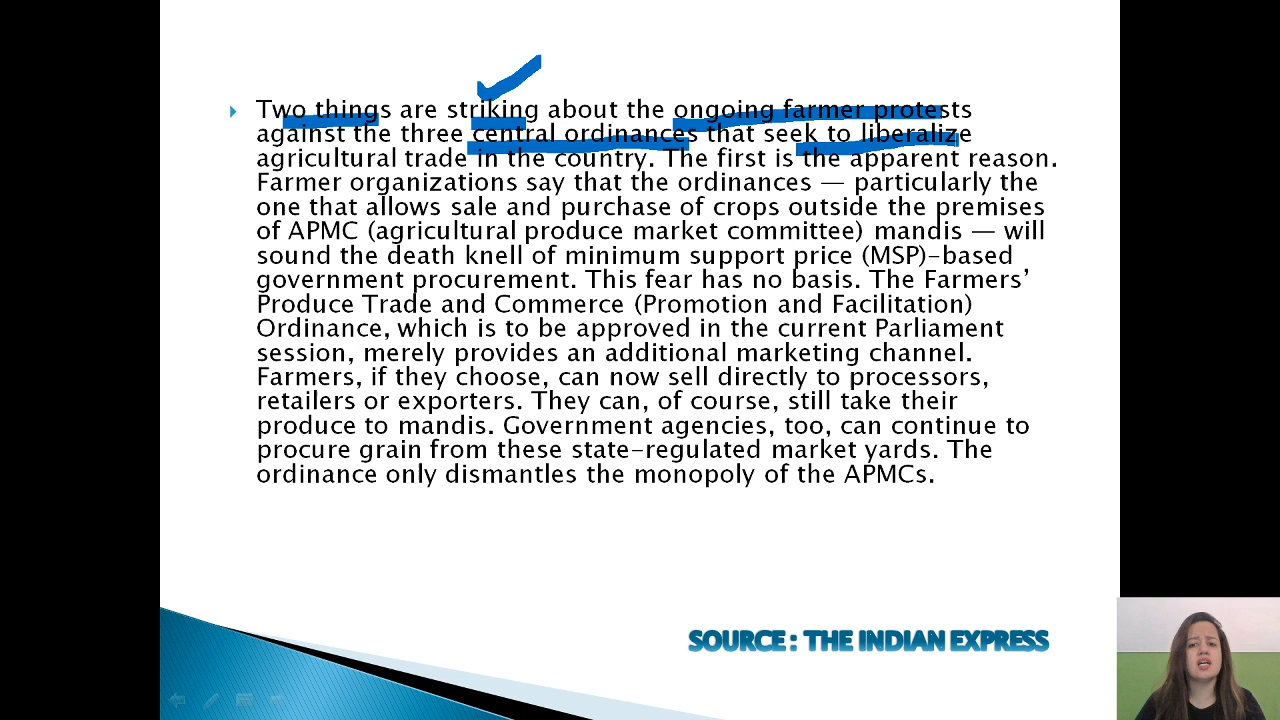 Two things are striking about the ongoing farmer protests
against the three central ordinances that seek to liberalize
agricultural trade in the country. The first is the apparent reason.
Farmer organizations say that the ordinances — particularly the
one that allows sale and purchase of crops outside the premises
of APMC (agricultural produce market committee) mandis — will
sound the death knell of minimum support price (MSP)-based
government procurement. This fear has no basis. The Farmers’
Produce Trade and Commerce (Promotion and Facilitation)
Ordinance, which is to be approved in the current Parliament
session, merely provides an additional marketing channel.
Farmers, if they choose, can now sell directly to processors,
retailers or exporters. They can, of course, still take their
produce to mandis. Government agencies, too, can continue to
procure grain from these state-regulated market yards. The
ordinance only dismantles the monopoly of the APMCs.
SOURCE : THE INDIAN EXPRESS